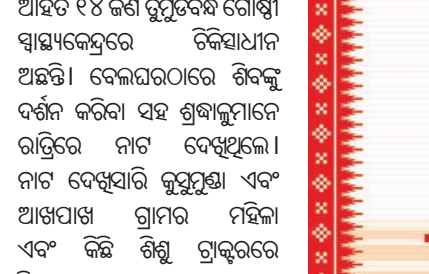 ଆହତ ୧୪ ଜଣ ତୁମୁଡିବନ୍ଧ ଗୋଷ୍ଠୀ
ସ୍ୱାସ୍ଥ୍ୟକେନ୍ଦ୍ରରେ ଚିକିତ୍ସାଧୀନ
ଅଛନ୍ତି। ବେଲଘରଠାରେ ଶିବଙ୍କୁ
ଦର୍ଶନ କରିବା ସହ ଶ୍ରଦ୍ଧାଳୁମାନେ
ରାତିରେ ନାଟ ଦେଖିଥିଲେ।
ନାଟ ଦେଖିସାରି କୁସୁମୁଣ୍ଡା ଏବଂ
ଆଖପାଖ ଗ୍ରାମର ମହିଳା
ଏବଂ କିଛି ଶିଶୁ ଟ୍ରାକ୍ଟରରେ